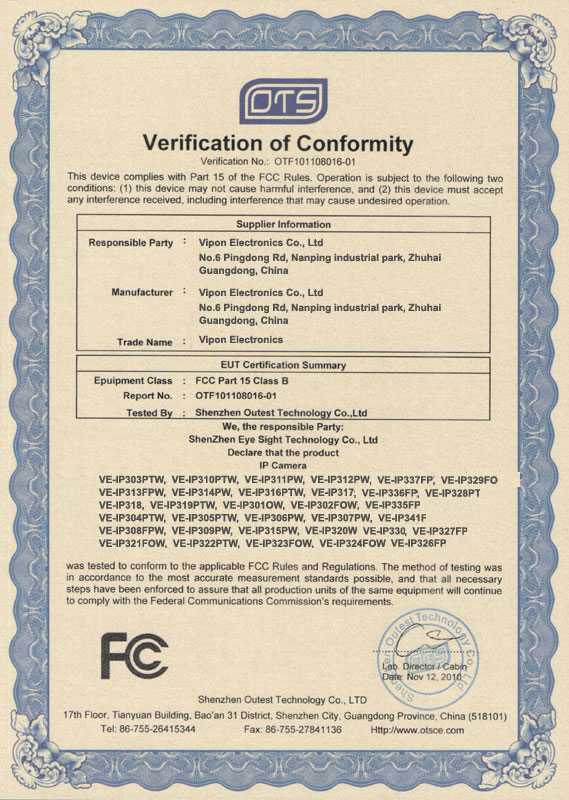 OTS
Verification of Conformity
Verification No.: OTF101108016-01
This device complies with Part 15 of the FCC Rules. Operation is subject to the following two
conditions: (1) this device may not cause harmful interference, and (2) this device must accept
any interference received, including interference that may cause undesired operation.
Supplier Information
Responsible Party : Vipon Electronics Co., Ltd
No.6 Pingdong Rd, Nanping industrial park, Zhuhai
Guangdong, China
Manufacturer : Vipon Electronics Co., Ltd
No.6 Pingdong Rd, Nanping industrial park, Zhuhai
Guangdong, China
Trade Name : Vipon Electronics
EUT Certification Summary
Epuipment Class : FCC Part 15 Class B
Report No. : OTF101108016-01
Tested By : Shenzhen Outest Technology Co.,Ltd
We, the responsible Party:
ShenZhen Eye Sight Technology Co., Ltd
Declare that the product
IP Camera
VE-IP303PTW, VE-IP310PTW, VE-IP311PW, VE-IP312PW, VE-IP337FP, VE-IP329FO
VE-IP313FPW, VE-IP314PW, VE-IP316PTW, VE-IP317; VE-IP336FP, VE-IP328PT
VE-IP318, VE-IP319PTW, VE-IP301OW, VE-IP302FOW, VE-IP335FP
VE-IP304PTW, VE-IP305PTW, VE-IP306PW, VE-IP307PW, VE-IP341F
VE-IP308FPW, VE-IP309PW, VE-IP315PW, VE-IP320W VE-IP330, VE-IP327FP
VE-IP321FOW, VE-IP322PTW, VE-IP323FOW, VE-IP324FOW VE-IP326FP
was tested to conform to the applicable FCC Rules and Regulations. The method of testing was
in accordance to the most accurate measurement standards possible, and that all necessary
steps have been enforced to assure that all production units of the same equipment will continue
to comply with the Federal Communications Commission's requirements.
FC
Shenzhen Outest Technology Co Ltd
OTS
Lab. Director / Cabin
Date: Nov 12, 2010
Shenzhen Outest Technology Co., LTD
17th Floor, Tianyuan Building, Bao'an 31 District, Shenzhen City, Guangdong Province, China (518101)
Tel: 86-755-26415344 Fax: 86-755-27841136 Http://www.otsce.com